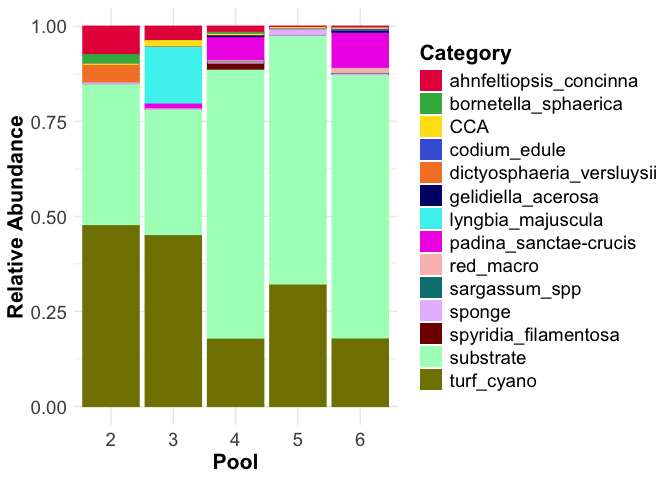 Relative Abundance
1.00
0.75
0.50
0.25
0.00
2 3 4 5 6
Pool
Category
ahnfeltiopsis_concinna
bornetella_sphaerica
CCA
codium_edule
dictyosphaeria_versluysii
gelidiella_acerosa
lyngbia_majuscula
padina_sanctae-crucis
red_macro
sargassum_spp
sponge
spyridia_filamentosa
substrate
turf_cyano